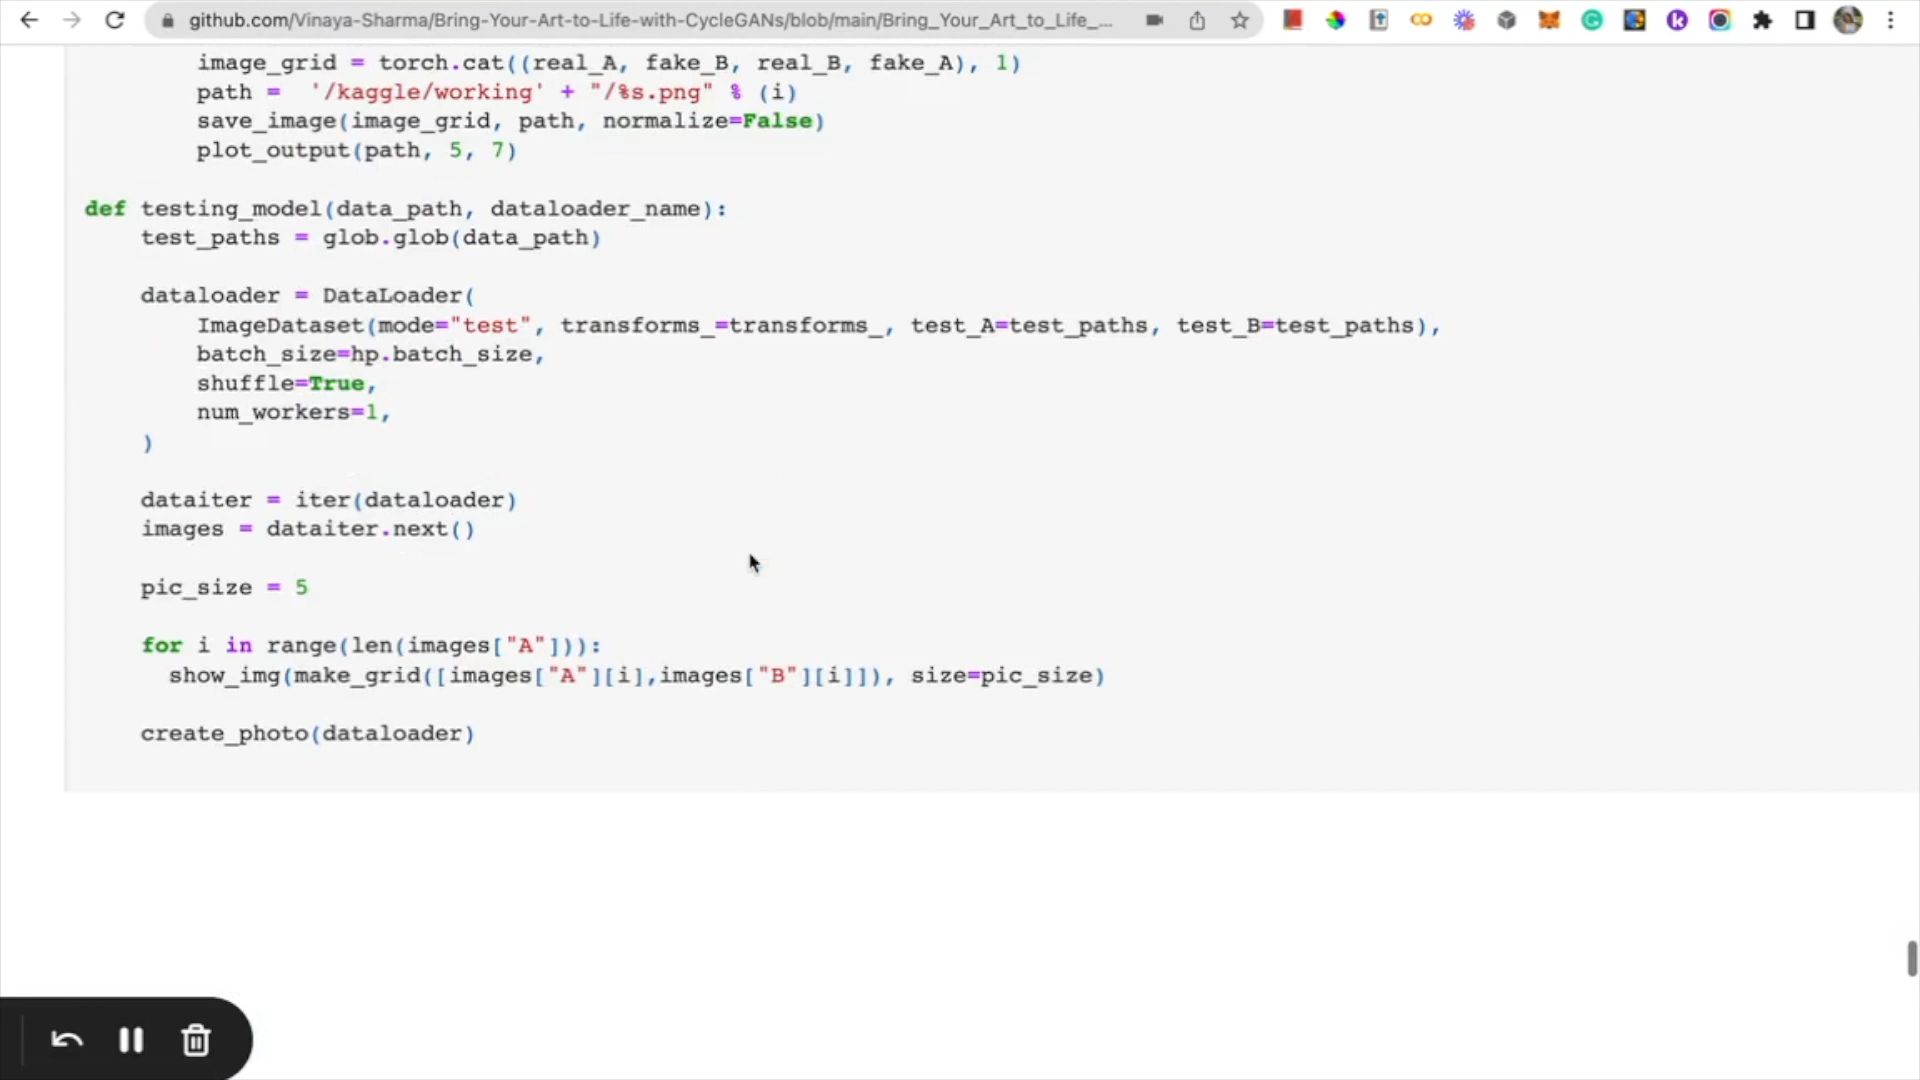 github.com/Vinaya-Sharma/Bring-Your-Art-to-Life-with-CycleGANs/blob/main/Bring_Your_Art_to_Life_...
image_grid = torch.cat((real_A, fake_B, real_B, fake_A), 1)
path =  '/kaggle/working' + "/%s.png" % (i)
save_image(image_grid, path, normalize=False)
plot_output(path, 5, 7)
def testing_model(data_path, dataloader_name):
test_paths = glob.glob(data_path)
dataloader = DataLoader(
ImageDataset(mode="test", transforms_=transforms_, test_A=test_paths, test_B=test_paths),
batch_size=hp.batch_size,
shuffle=True,
num_workers=1,
)
dataiter = iter(dataloader)
images = dataiter.next()
pic_size = 5
for i in range(len(images["A"])):
show_img(make_grid([images["A"][i],images["B"][i]]), size=pic_size)
create_photo(dataloader)